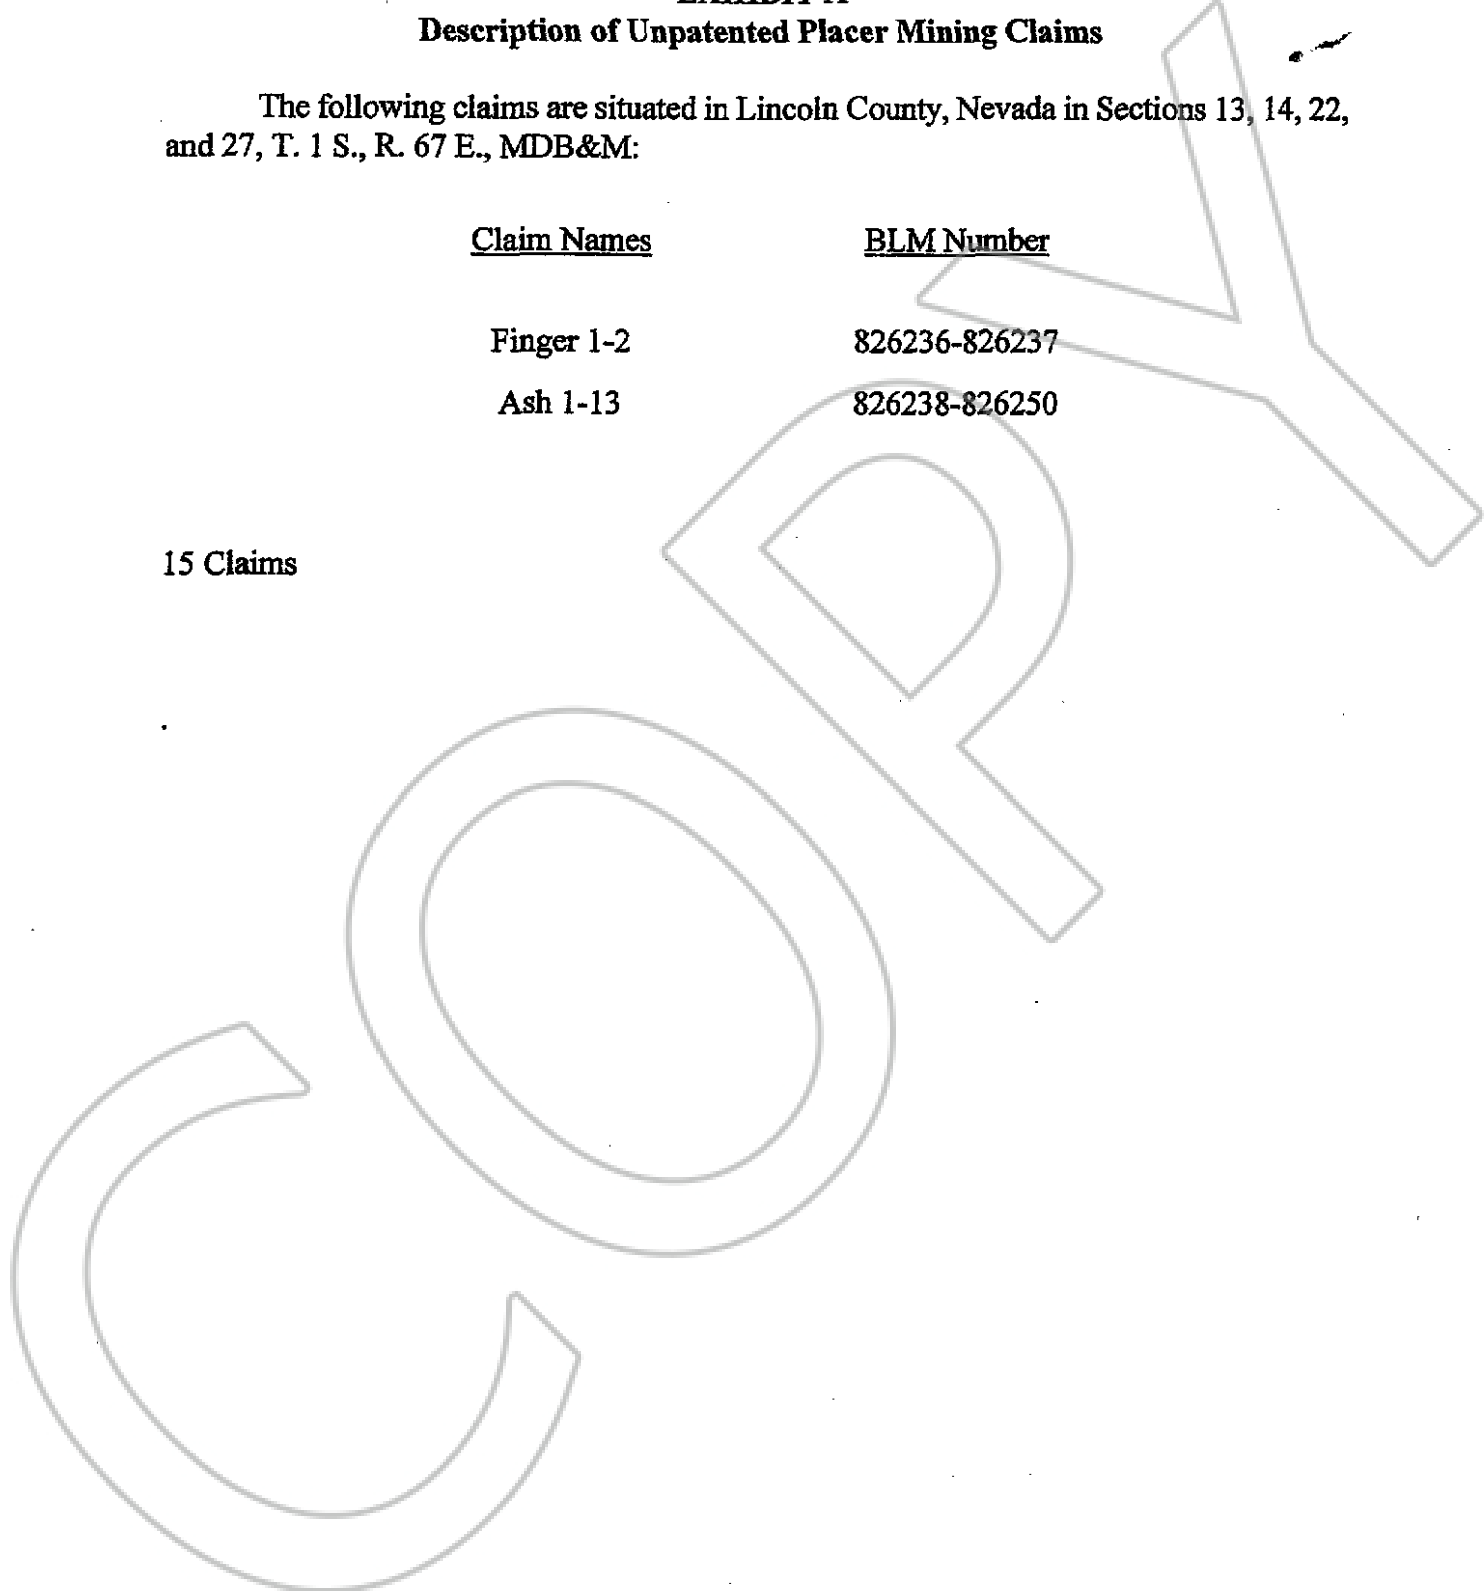 Description of Unpatented Placer Mining Claims
The following claims are situated in Lincoln County, Nevada in Sections 13, 14, 22,
and 27, T. 1 S., R. 67 E., MDB&M:
Claim Names BLM Number
Finger 1-2 826236-826237
Ash 1-13 826238-826250
15 Claims
COPY